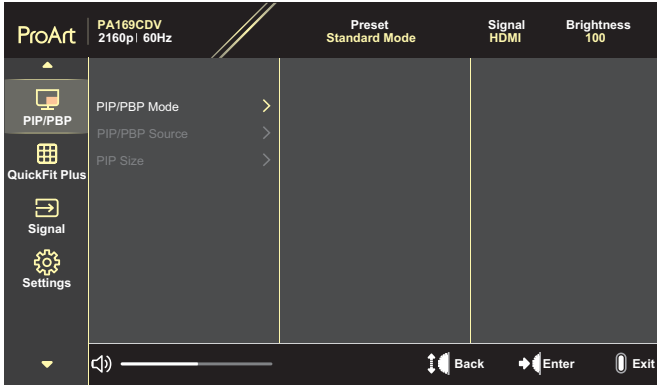 ProArt
PA169CDV
2160p 60Hz
Preset
Standard Mode
Signal
HDMI
Brightness
100
PIP/PBP
QuickFit Plus
Signal
Settings
PIP/PBP Mode
PIP/PBP Source
PIP Size
Back
Enter
Exit